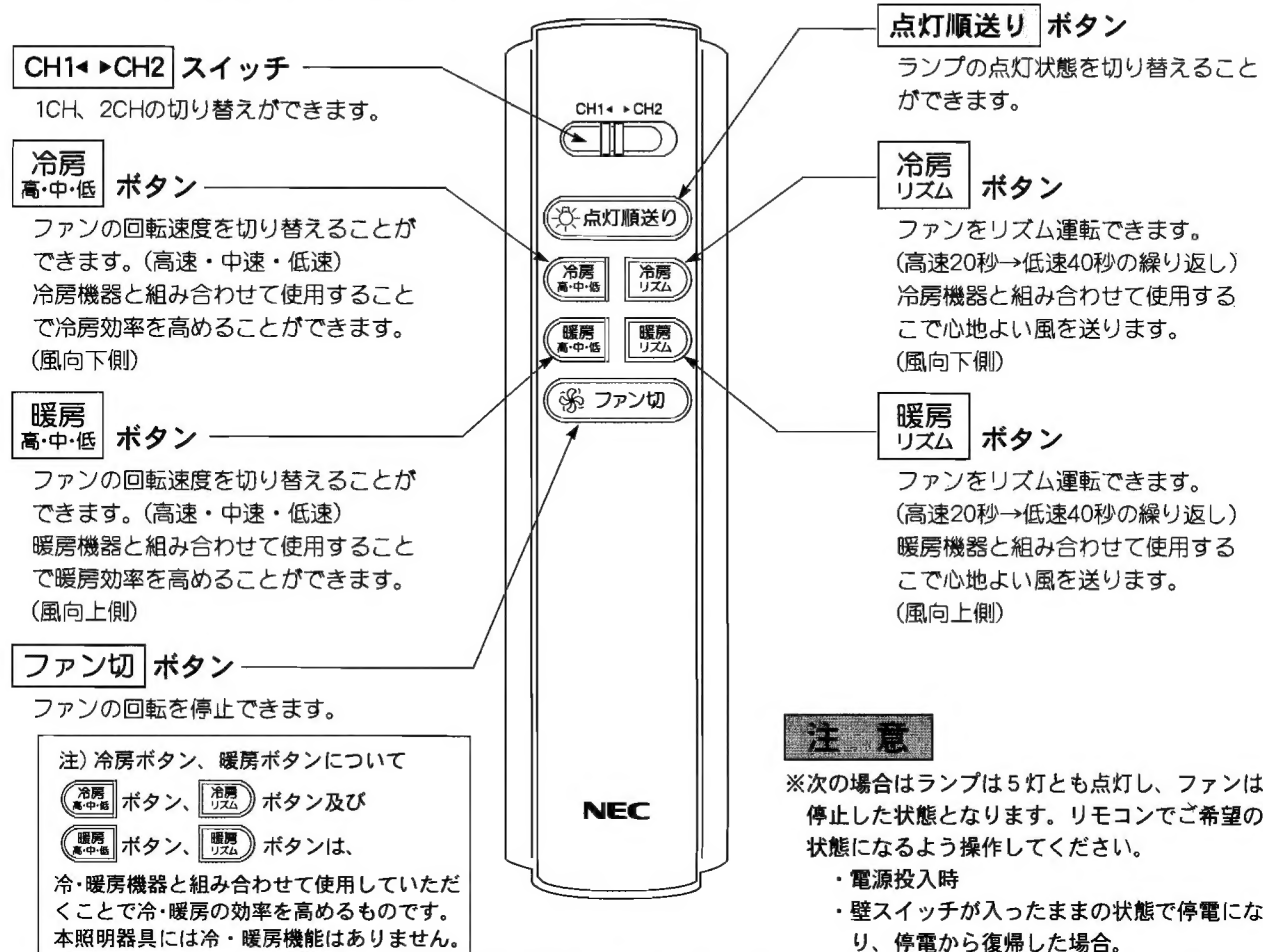 CH1◂ ▸CH2 スイッチ
1CH、2CHの切り替えができます。
冷房
高・中・低 ボタン
ファンの回転速度を切り替えることが
できます。(高速・中速・低速)
冷房機器と組み合わせて使用すること
で冷房効率を高めることができます。
(風向下側)
暖房
高・中・低 ボタン
ファンの回転速度を切り替えることが
できます。(高速・中速・低速)
暖房機器と組み合わせて使用すること
で暖房効率を高めることができます。
(風向上側)
ファン切 ボタン
ファンの回転を停止できます。
注) 冷房ボタン、暖房ボタンについて
冷房 高・中・低 ボタン、 冷房 リズム ボタン及び
暖房 高・中・低 ボタン、 暖房 リズム ボタンは、
冷・暖房機器と組み合わせて使用していただ
くことで冷・暖房の効率を高めるものです。
本照明器具には冷・暖房機能はありません。
CH1◂ ▸CH2
点灯順送り
冷房
高・中・低
冷房
リズム
暖房
高・中・低
暖房
リズム
ファン切
NEC
点灯順送り ボタン
ランプの点灯状態を切り替えること
ができます。
冷房
リズム ボタン
ファンをリズム運転できます。
(高速20秒→低速40秒の繰り返し)
冷房機器と組み合わせて使用する
こで心地よい風を送ります。
(風向下側)
暖房
リズム ボタン
ファンをリズム運転できます。
(高速20秒→低速40秒の繰り返し)
暖房機器と組み合わせて使用する
こで心地よい風を送ります。
(風向上側)
注 意
※次の場合はランプは5灯とも点灯し、ファンは
停止した状態となります。リモコンでご希望の
状態になるよう操作してください。
・電源投入時
・壁スイッチが入ったままの状態で停電にな
り、停電から復帰した場合。